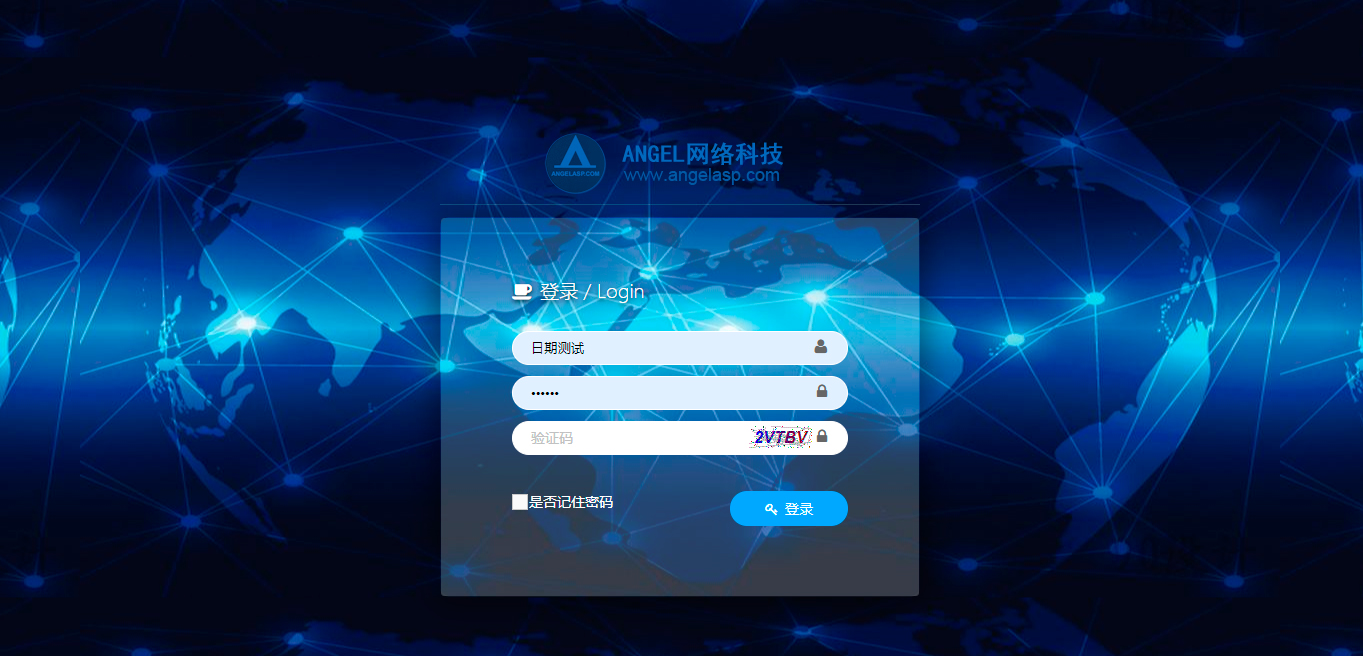 ANGEL网络科技
ANGELASP.COM
www.angelasp.com
登录 / Login
日期测试
••••••
验证码
2VTBV
是否记住密码
登录